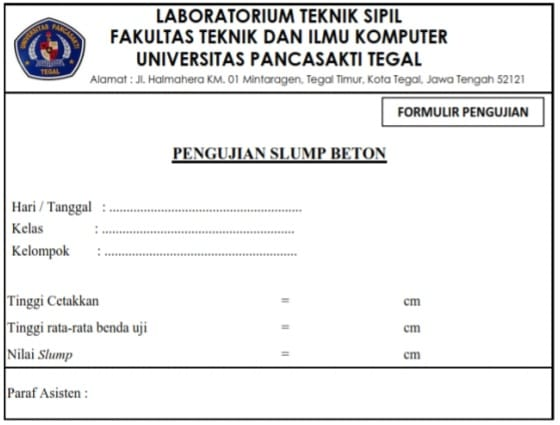 LABORATORIUM TEKNIK SIPIL
FAKULTAS TEKNIK DAN ILMU KOMPUTER
UNIVERSITAS PANCASAKTI TEGAL
Alamat : Jl. Halmahera KM. 01 Mintaragen, Tegal Timur, Kota Tegal, Jawa Tengah 52121
UNIVERSITAS PANCASAKTI
TEGAL
FORMULIR PENGUJIAN
PENGUJIAN SLUMP BETON
Hari / Tanggal : ........................................................
Kelas : ........................................................
Kelompok : ........................................................
Tinggi Cetakkan = cm
Tinggi rata-rata benda uji = cm
Nilai Slump = cm
Paraf Asisten :